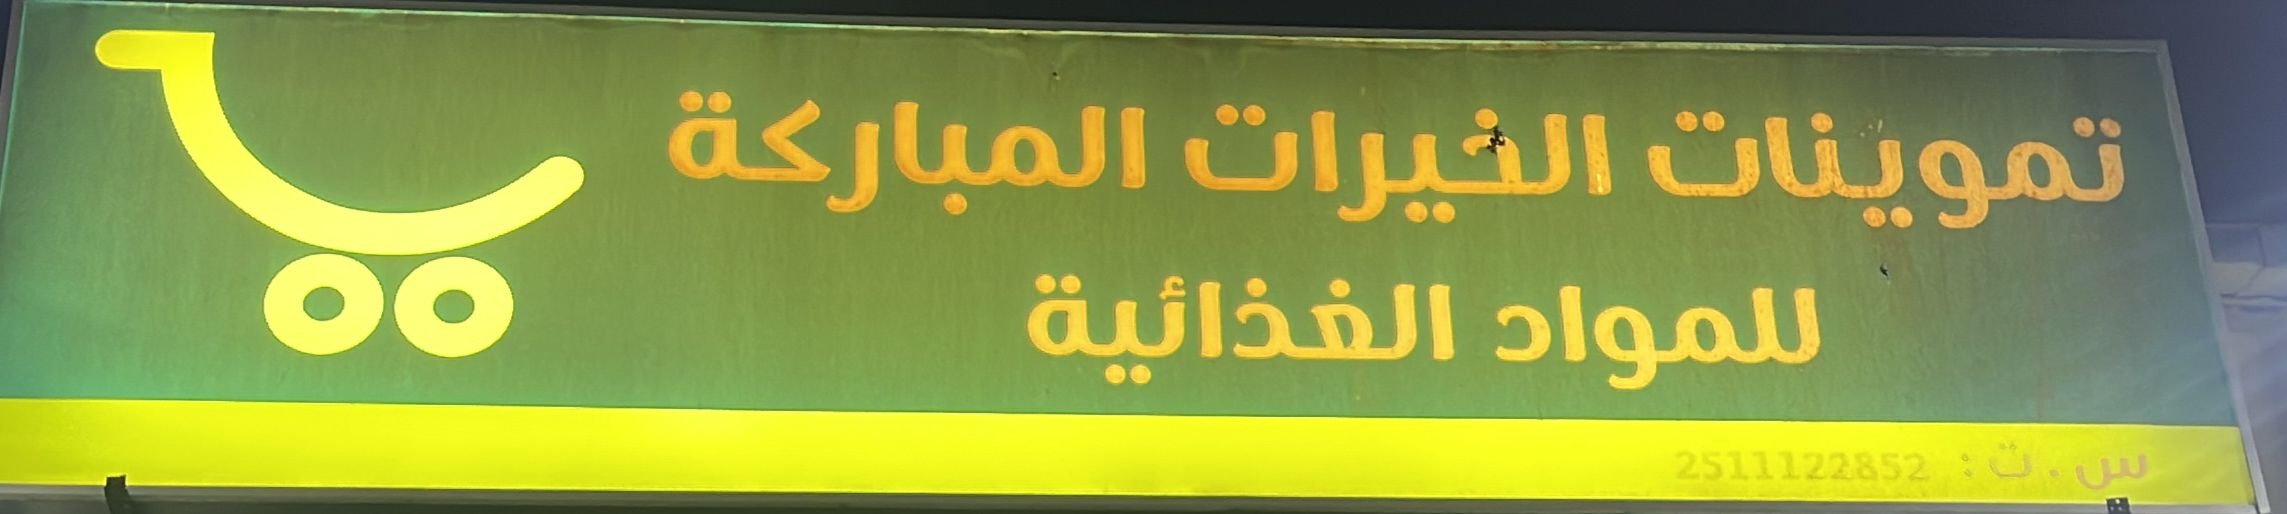 تموينات الخيرات المباركة
للمواد الغذائية
س . ت : 2511122852